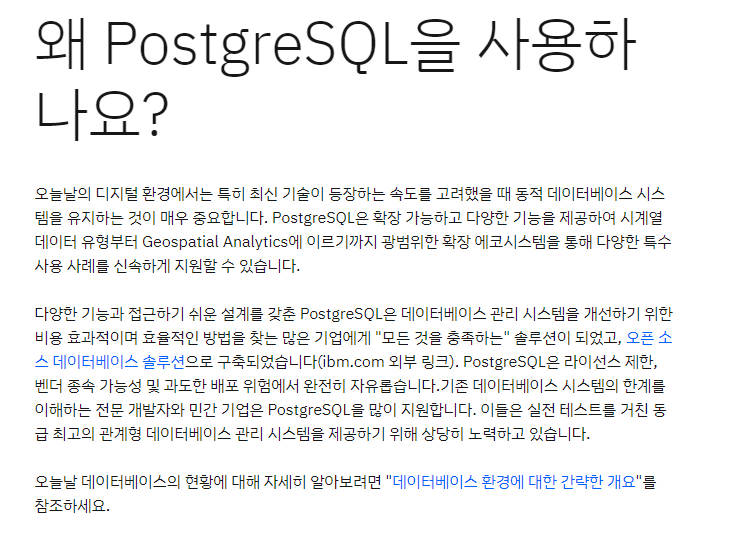 왜 PostgreSQL을 사용하
나요?
오늘날의 디지털 환경에서는 특히 최신 기술이 등장하는 속도를 고려했을 때 동적 데이터베이스 시스
템을 유지하는 것이 매우 중요합니다. PostgreSQL은 확장 가능하고 다양한 기능을 제공하여 시계열
데이터 유형부터 Geospatial Analytics에 이르기까지 광범위한 확장 에코시스템을 통해 다양한 특수
사용 사례를 신속하게 지원할 수 있습니다.
다양한 기능과 접근하기 쉬운 설계를 갖춘 PostgreSQL은 데이터베이스 관리 시스템을 개선하기 위한
비용 효과적이며 효율적인 방법을 찾는 많은 기업에게 "모든 것을 충족하는" 솔루션이 되었고, 오픈 소
스 데이터베이스 솔루션으로 구축되었습니다(ibm.com 외부 링크). PostgreSQL은 라이선스 제한,
벤더 종속 가능성 및 과도한 배포 위험에서 완전히 자유롭습니다.기존 데이터베이스 시스템의 한계를
이해하는 전문 개발자와 민간 기업은 PostgreSQL을 많이 지원합니다. 이들은 실전 테스트를 거친 동
급 최고의 관계형 데이터베이스 관리 시스템을 제공하기 위해 상당히 노력하고 있습니다.
오늘날 데이터베이스의 현황에 대해 자세히 알아보려면 "데이터베이스 환경에 대한 간략한 개요"를
참조하세요.